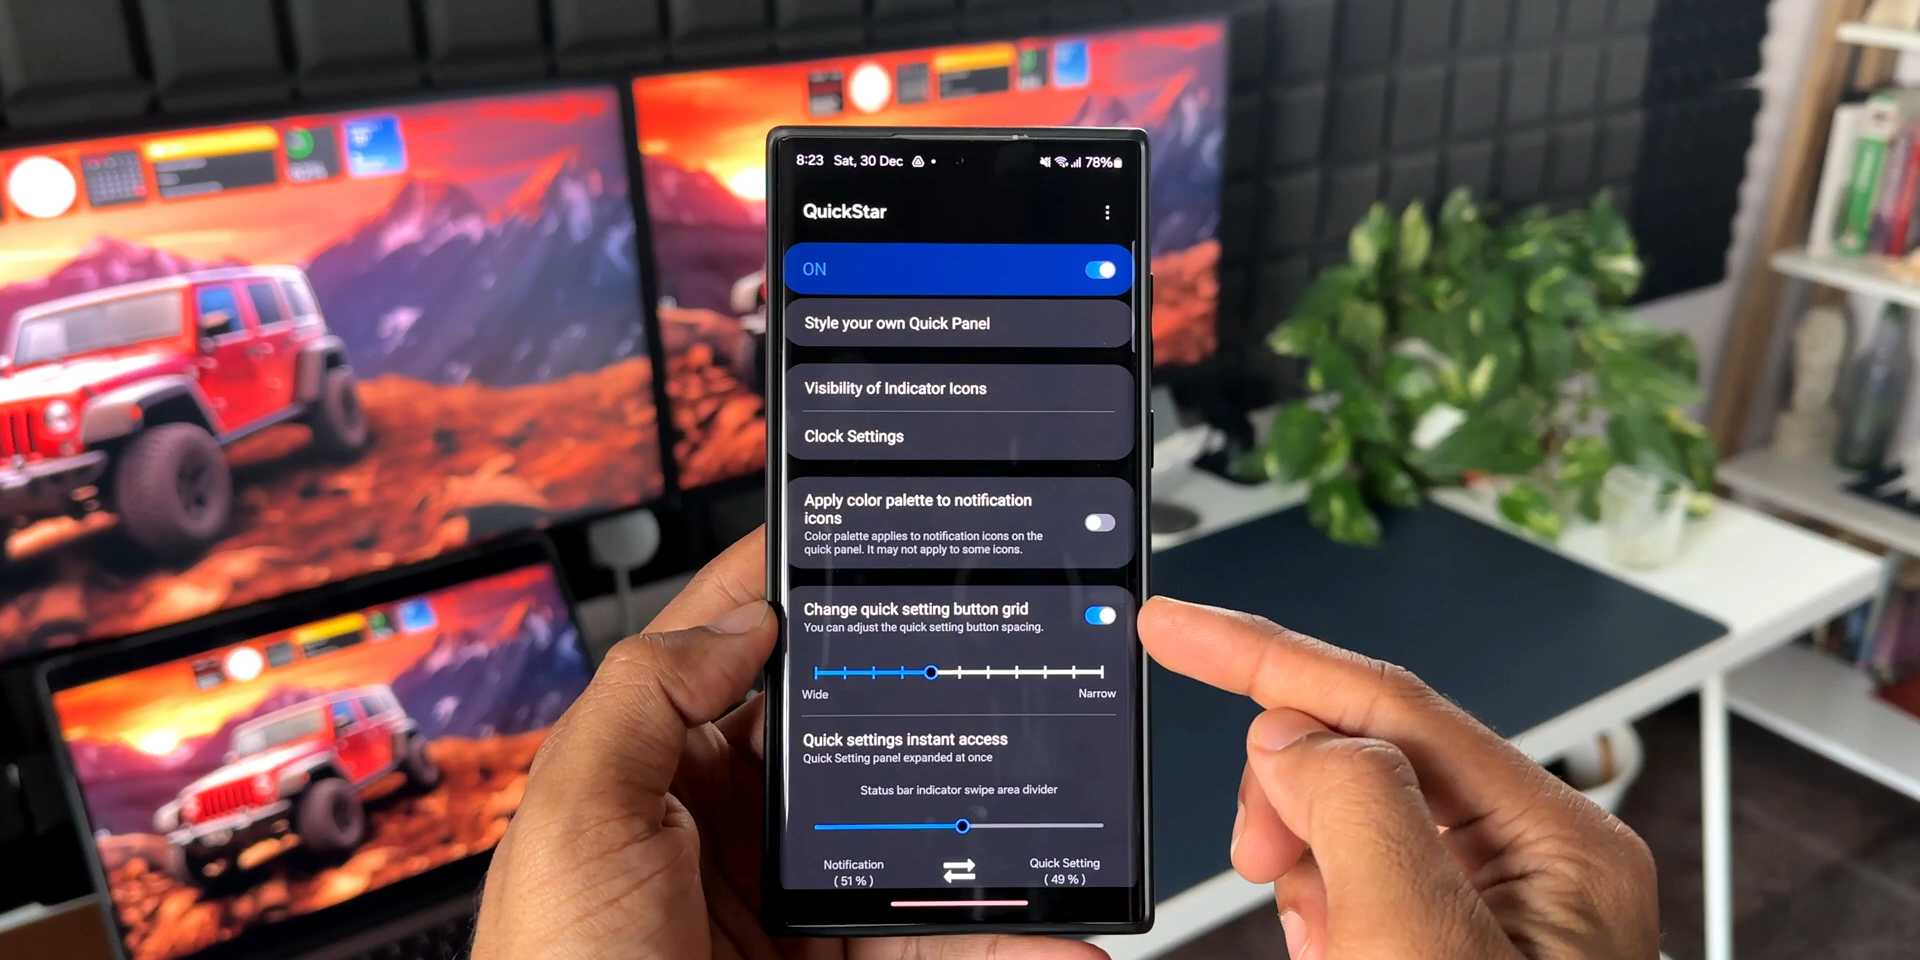 8:23 Sat, 30 Dec
78%
QuickStar
ON
Style your own Quick Panel
Visibility of Indicator Icons
Clock Settings
Apply color palette to notification
icons
Color palette applies to notification icons on the
quick panel. It may not apply to some icons.
Change quick setting button grid
You can adjust the quick setting button spacing.
Wide
Narrow
Quick settings instant access
Quick Setting panel expanded at once
Status bar indicator swipe area divider
Notification
Quick Setting
( 51 % )
( 49 % )